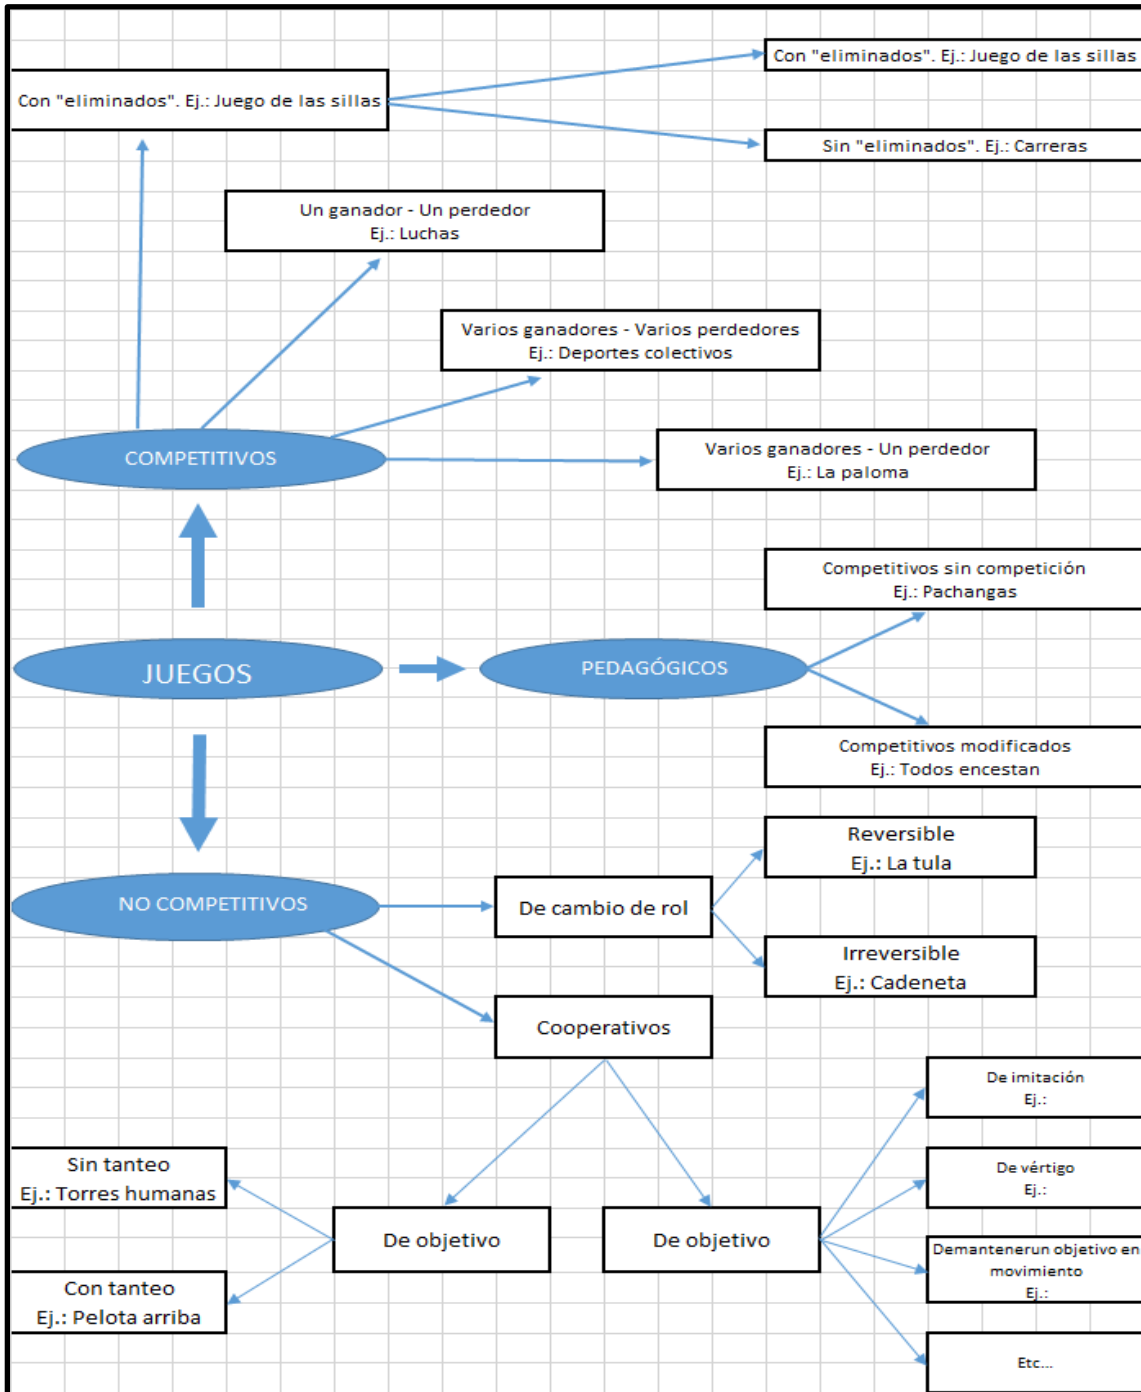 Con "eliminados". Ej.: Juego de las sillas
Con "eliminados". Ej.: Juego de las sillas
Sin "eliminados". Ej.: Carreras
Un ganador - Un perdedor
Ej.: Luchas
Varios ganadores - Varios perdedores
Ej.: Deportes colectivos
COMPETITIVOS
Varios ganadores - Un perdedor
Ej.: La paloma
Competitivos sin competición
Ej.: Pachangas
JUEGOS
PEDAGÓGICOS
Competitivos modificados
Ej.: Todos encestan
Reversible
Ej.: La tula
NO COMPETITIVOS
De cambio de rol
Irreversible
Ej.: Cadeneta
Cooperativos
De imitación
Ej.:
Sin tanteo
Ej.: Torres humanas
De vértigo
Ej.:
De objetivo
De objetivo
Demantenerun objetivo en
movimiento
Ej.:
Con tanteo
Ej.: Pelota arriba
Etc...